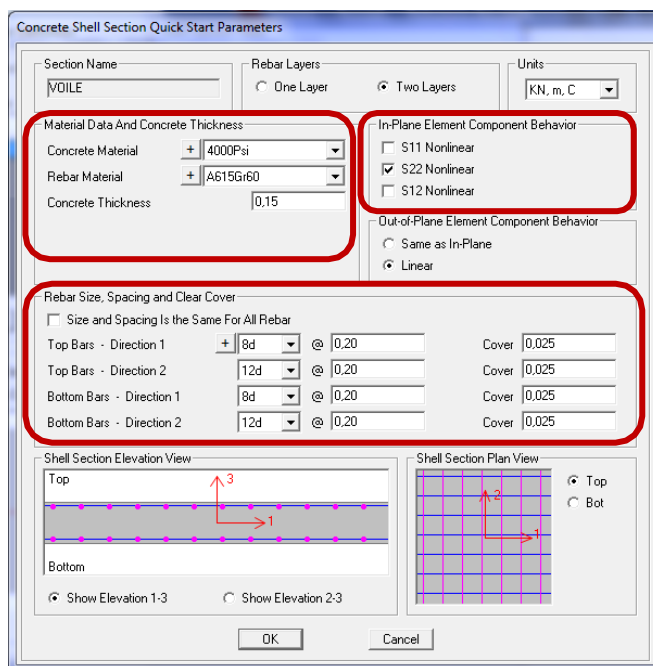 Concrete Shell Section Quick Start Parameters
Section Name
VOILE
Rebar Layers
One Layer
Two Layers
Units
KN, m, C
Material Data And Concrete Thickness
Concrete Material + 4000Psi
Rebar Material + A615Gr60
Concrete Thickness 0,15
In-Plane Element Component Behavior
S11 Nonlinear
S22 Nonlinear
S12 Nonlinear
Out-of-Plane Element Component Behavior
Same as In-Plane
Linear
Rebar Size, Spacing and Clear Cover
Size and Spacing Is the Same For All Rebar
Top Bars - Direction 1 + 8d @ 0,20 Cover 0,025
Top Bars - Direction 2 12d @ 0,20 Cover 0,025
Bottom Bars - Direction 1 8d @ 0,20 Cover 0,025
Bottom Bars - Direction 2 12d @ 0,20 Cover 0,025
Shell Section Elevation View
Top
3
1
Bottom
Show Elevation 1-3 Show Elevation 2-3
Shell Section Plan View
2
1
Top
Bot
OK Cancel